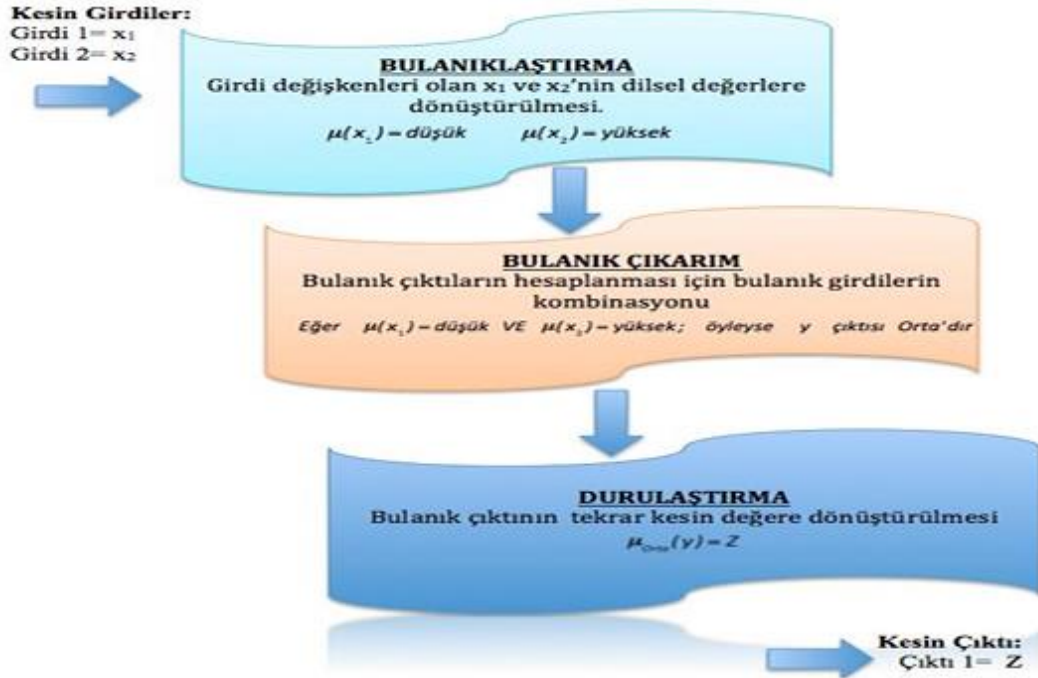 Kesin Girdiler:
Girdi 1= x₁
Girdi 2= x₂
BULANIKLAŞTIRMA
Girdi değişkenleri olan x₁ ve x₂'nin dilsel değerlere
dönüştürülmesi.
μ(x₁)=düşük μ(x₂)=yüksek
BULANIK ÇIKARIM
Bulanık çıktıların hesaplanması için bulanık girdilerin
kombinasyonu
Eğer μ(x₁)=düşük VE μ(x₂)=yüksek; öyleyse y çıktısı Orta'dır
DURULAŞTIRMA
Bulanık çıktının tekrar kesin değere dönüştürülmesi
μOrta(y)=Z
Kesin Çıktı:
Çıktı 1= Z